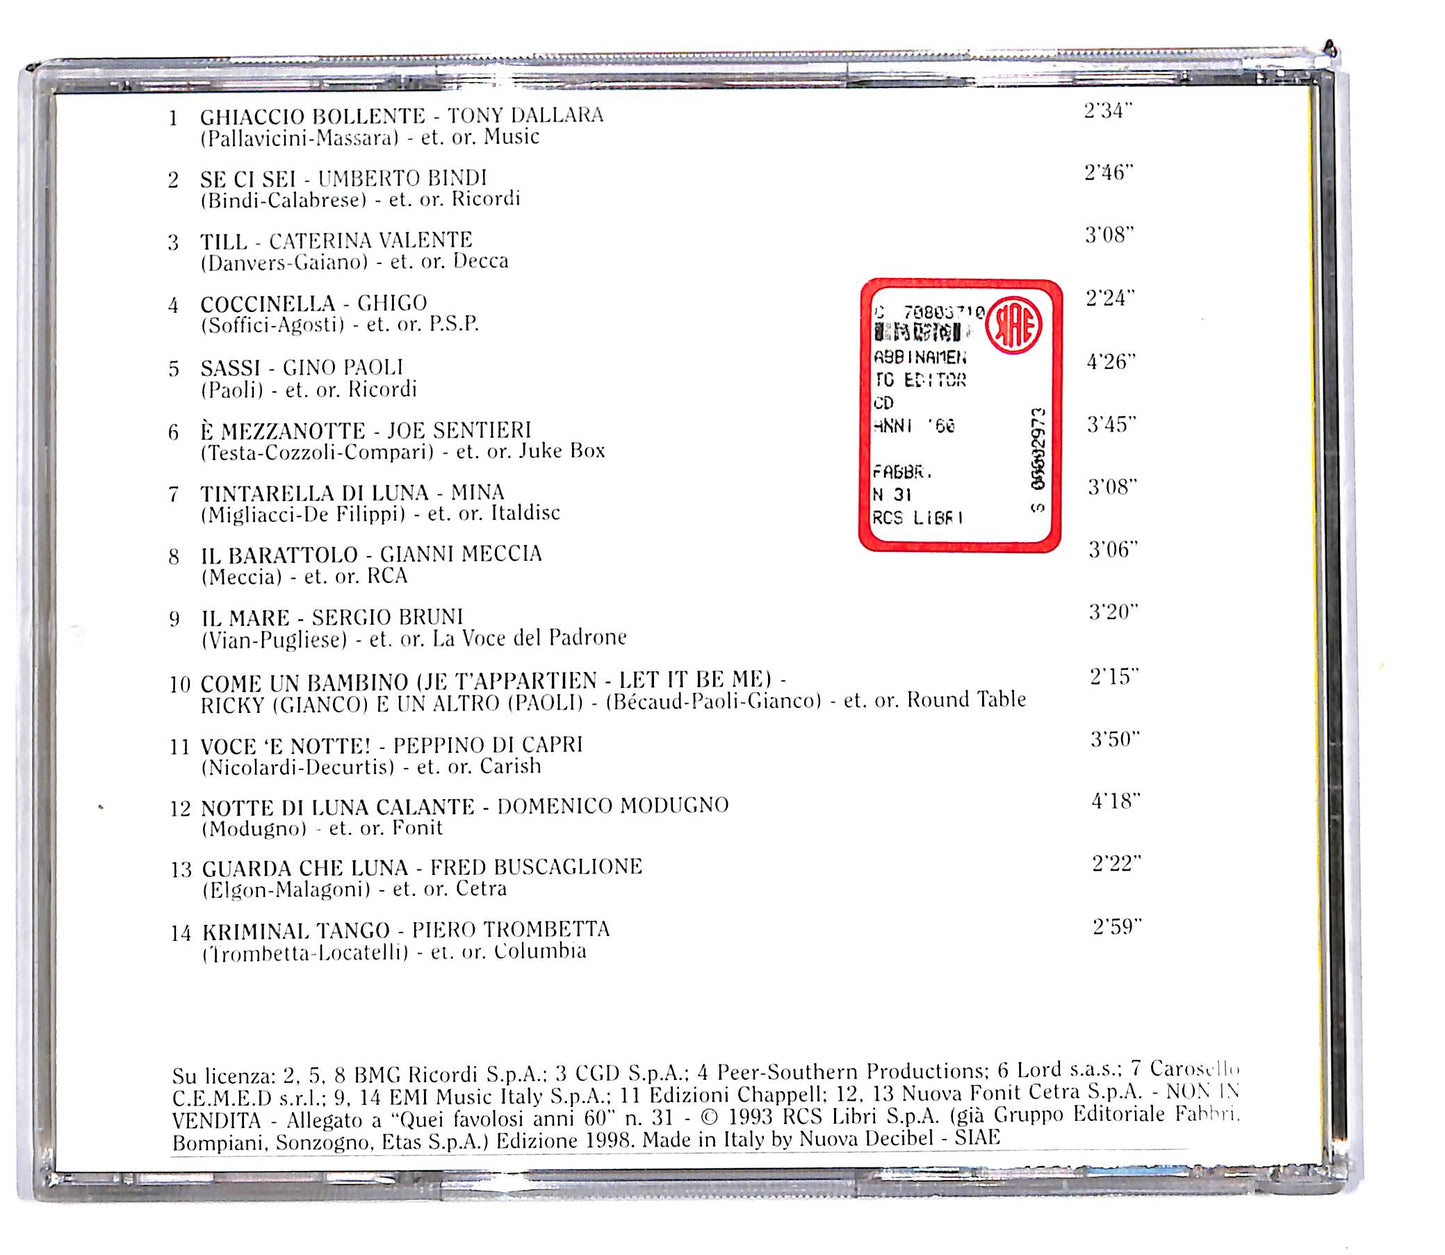 1 GHIACCIO BOLLENTE - TONY DALLARA 2'34"
(Pallavicini-Massara) - et. or. Music
2 SE CI SEI - UMBERTO BINDI 2'46"
(Bindi-Calabrese) - et. or. Ricordi
3 TILL - CATERINA VALENTE 3'08"
(Danvers-Gaiano) - et. or. Decca
4 COCCINELLA - GHIGO 2'24"
(Soffici-Agosti) - et. or. P.S.P.
5 SASSI - GINO PAOLI 4'26"
(Paoli) - et. or. Ricordi
6 È MEZZANOTTE - JOE SENTIERI 3'45"
(Testa-Cozzoli-Compari) - et. or. Juke Box
7 TINTARELLA DI LUNA - MINA 3'08"
(Migliacci-De Filippi) - et. or. Italdisc
8 IL BARATTOLO - GIANNI MECCIA 3'06"
(Meccia) - et. or. RCA
9 IL MARE - SERGIO BRUNI 3'20"
(Vian-Pugliese) - et. or. La Voce del Padrone
10 COME UN BAMBINO (JE T'APPARTIEN - LET IT BE ME) - 2'15"
RICKY (GIANCO) E UN ALTRO (PAOLI) - (Bécaud-Paoli-Gianco) - et. or. Round Table
11 VOCE 'E NOTTE! - PEPPINO DI CAPRI 3'50"
(Nicolardi-Decurtis) - et. or. Carish
12 NOTTE DI LUNA CALANTE - DOMENICO MODUGNO 4'18"
(Modugno) - et. or. Fonit
13 GUARDA CHE LUNA - FRED BUSCAGLIONE 2'22"
(Elgon-Malagoni) - et. or. Cetra
14 KRIMINAL TANGO - PIERO TROMBETTA 2'59"
(Trombetta-Locatelli) - et. or. Columbia
C 70803710
SIAE
ABBINAMEN
TO EDITOR
CD
ANNI '60
FABBR.
N 31
RCS LIBRI
S 00002973
Su licenza: 2, 5, 8 BMG Ricordi S.p.A.; 3 CGD S.p.A.; 4 Peer-Southern Productions; 6 Lord s.a.s.; 7 Carosello
C.E.M.E.D s.r.l.; 9, 14 EMI Music Italy S.p.A.; 11 Edizioni Chappell; 12, 13 Nuova Fonit Cetra S.p.A. - NON IN
VENDITA - Allegato a "Quei favolosi anni 60" n. 31 - © 1993 RCS Libri S.p.A. (già Gruppo Editoriale Fabbri,
Bompiani, Sonzogno, Etas S.p.A.) Edizione 1998. Made in Italy by Nuova Decibel - SIAE